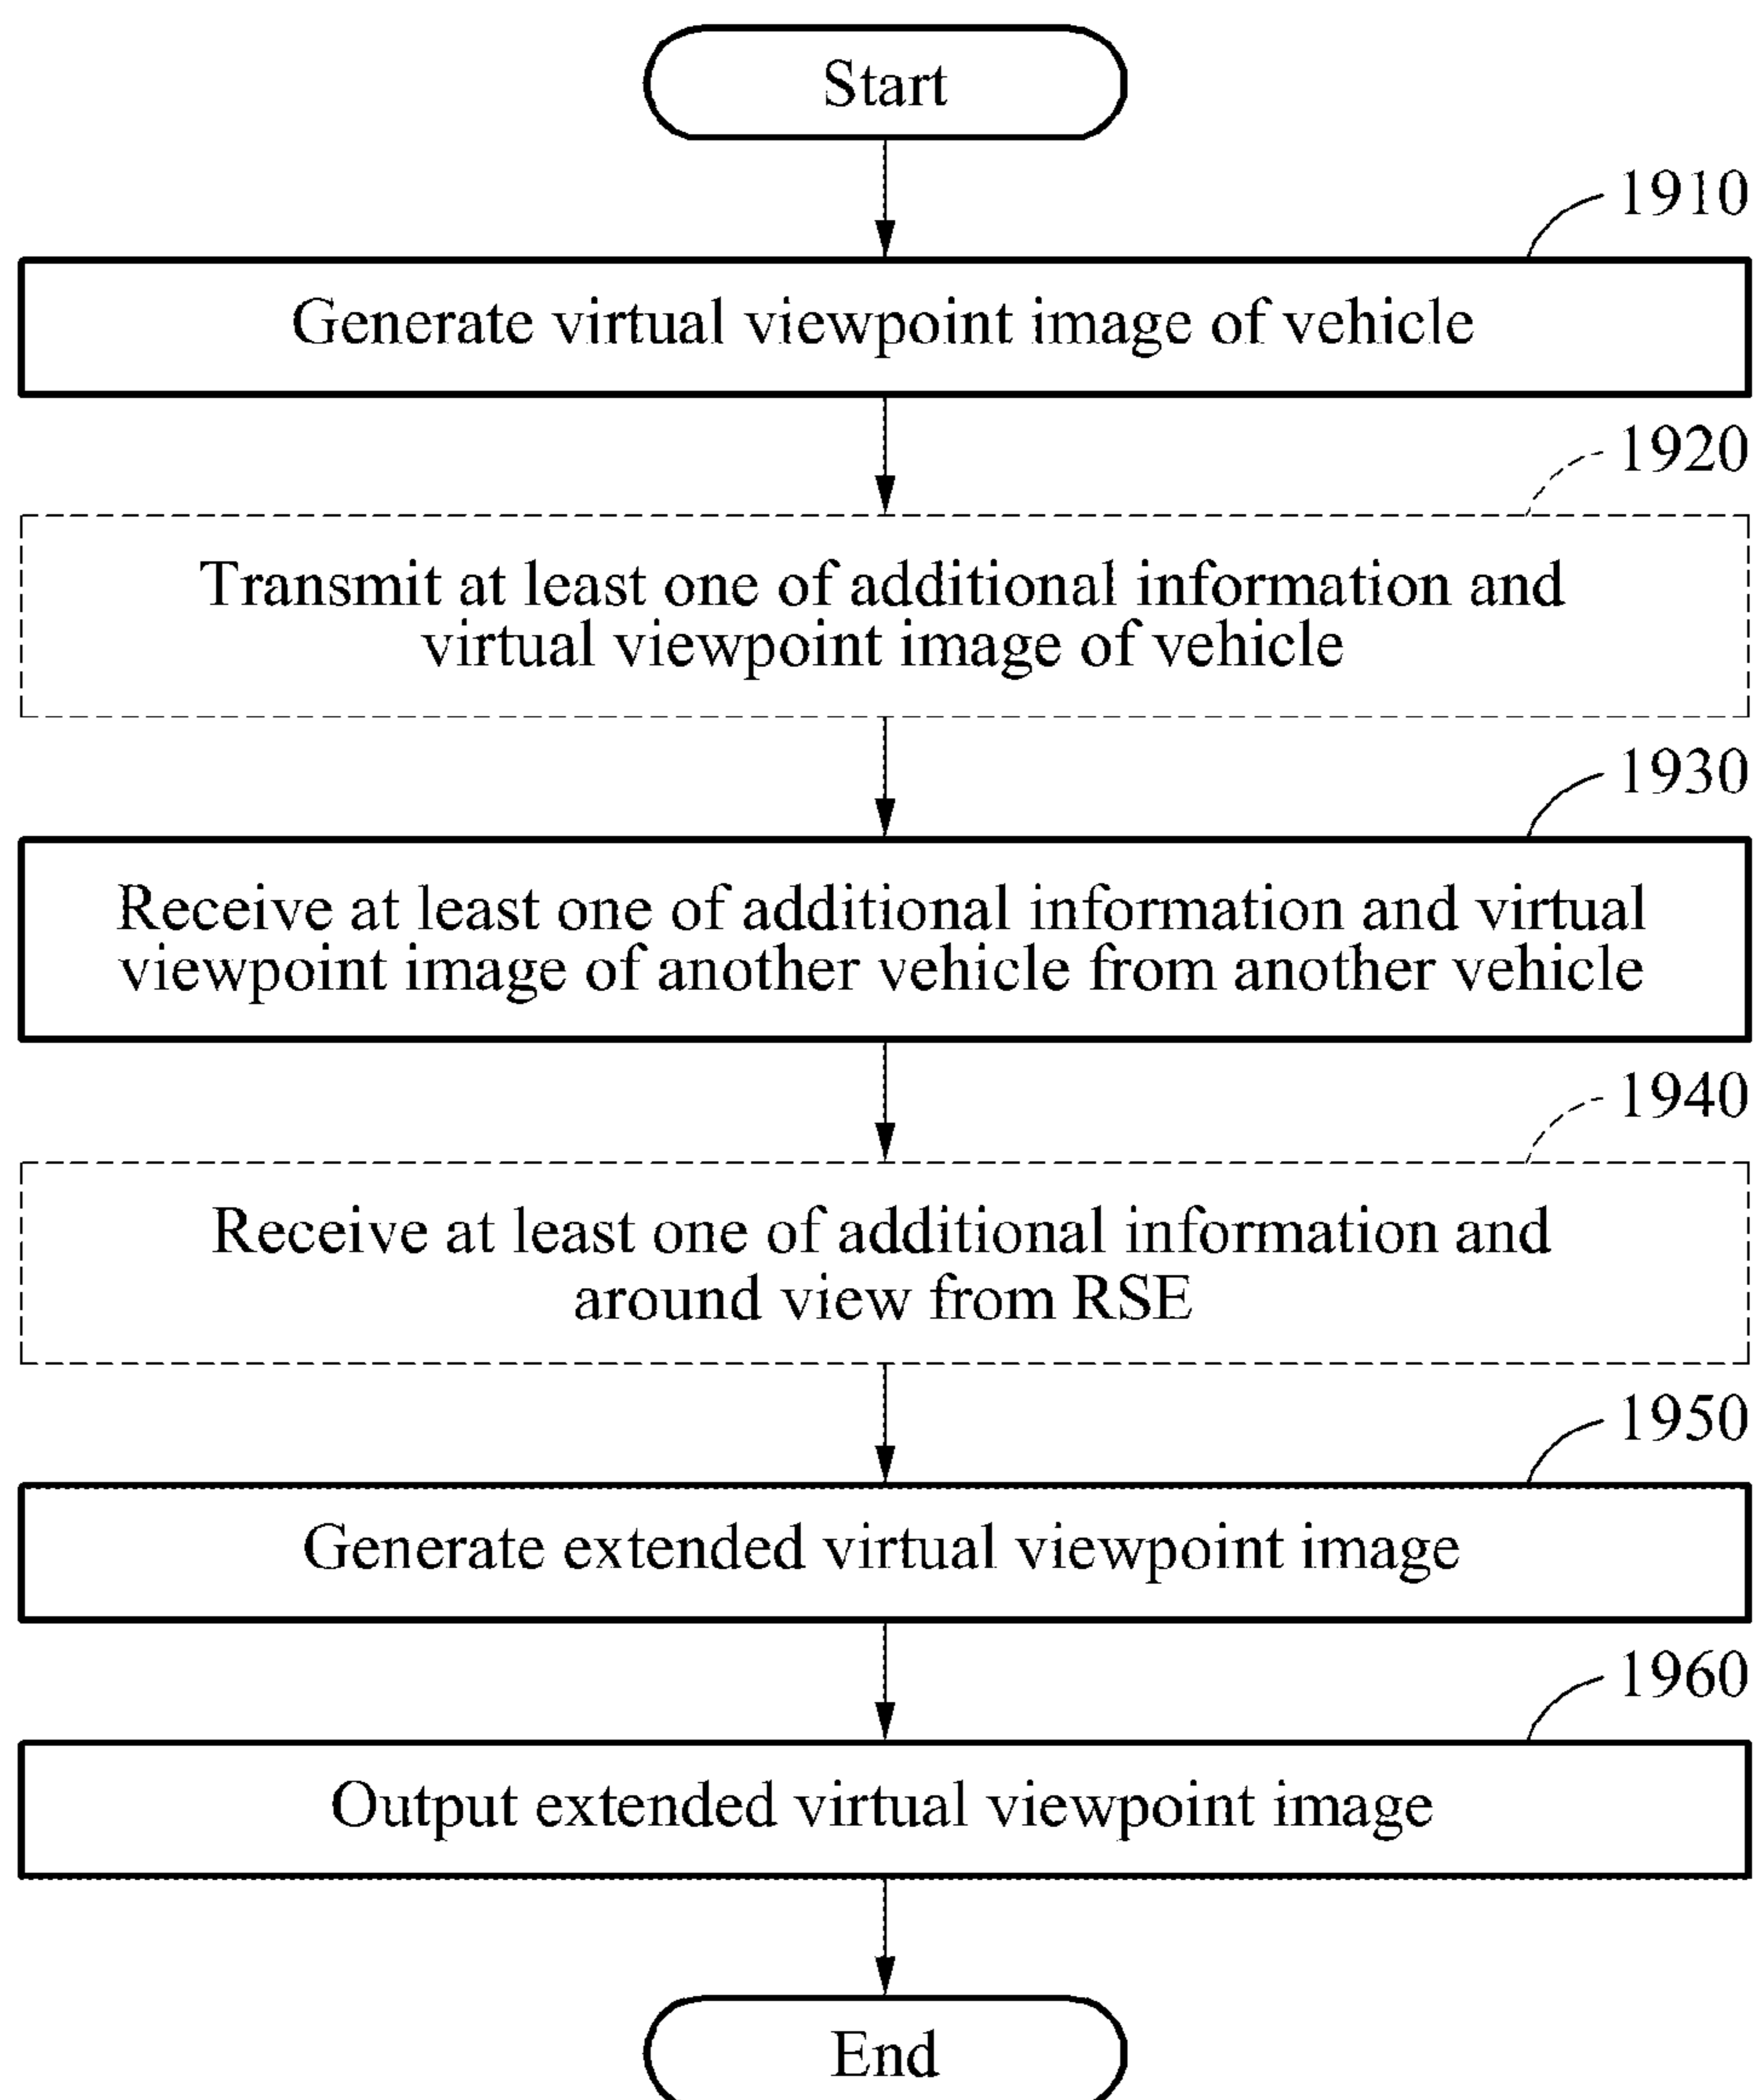 Start
1910
Generate virtual viewpoint image of vehicle
1920
Transmit at least one of additional information and
virtual viewpoint image of vehicle
1930
Receive at least one of additional information and virtual
viewpoint image of another vehicle from another vehicle
1940
Receive at least one of additional information and
around view from RSE
1950
Generate extended virtual viewpoint image
1960
Output extended virtual viewpoint image
End